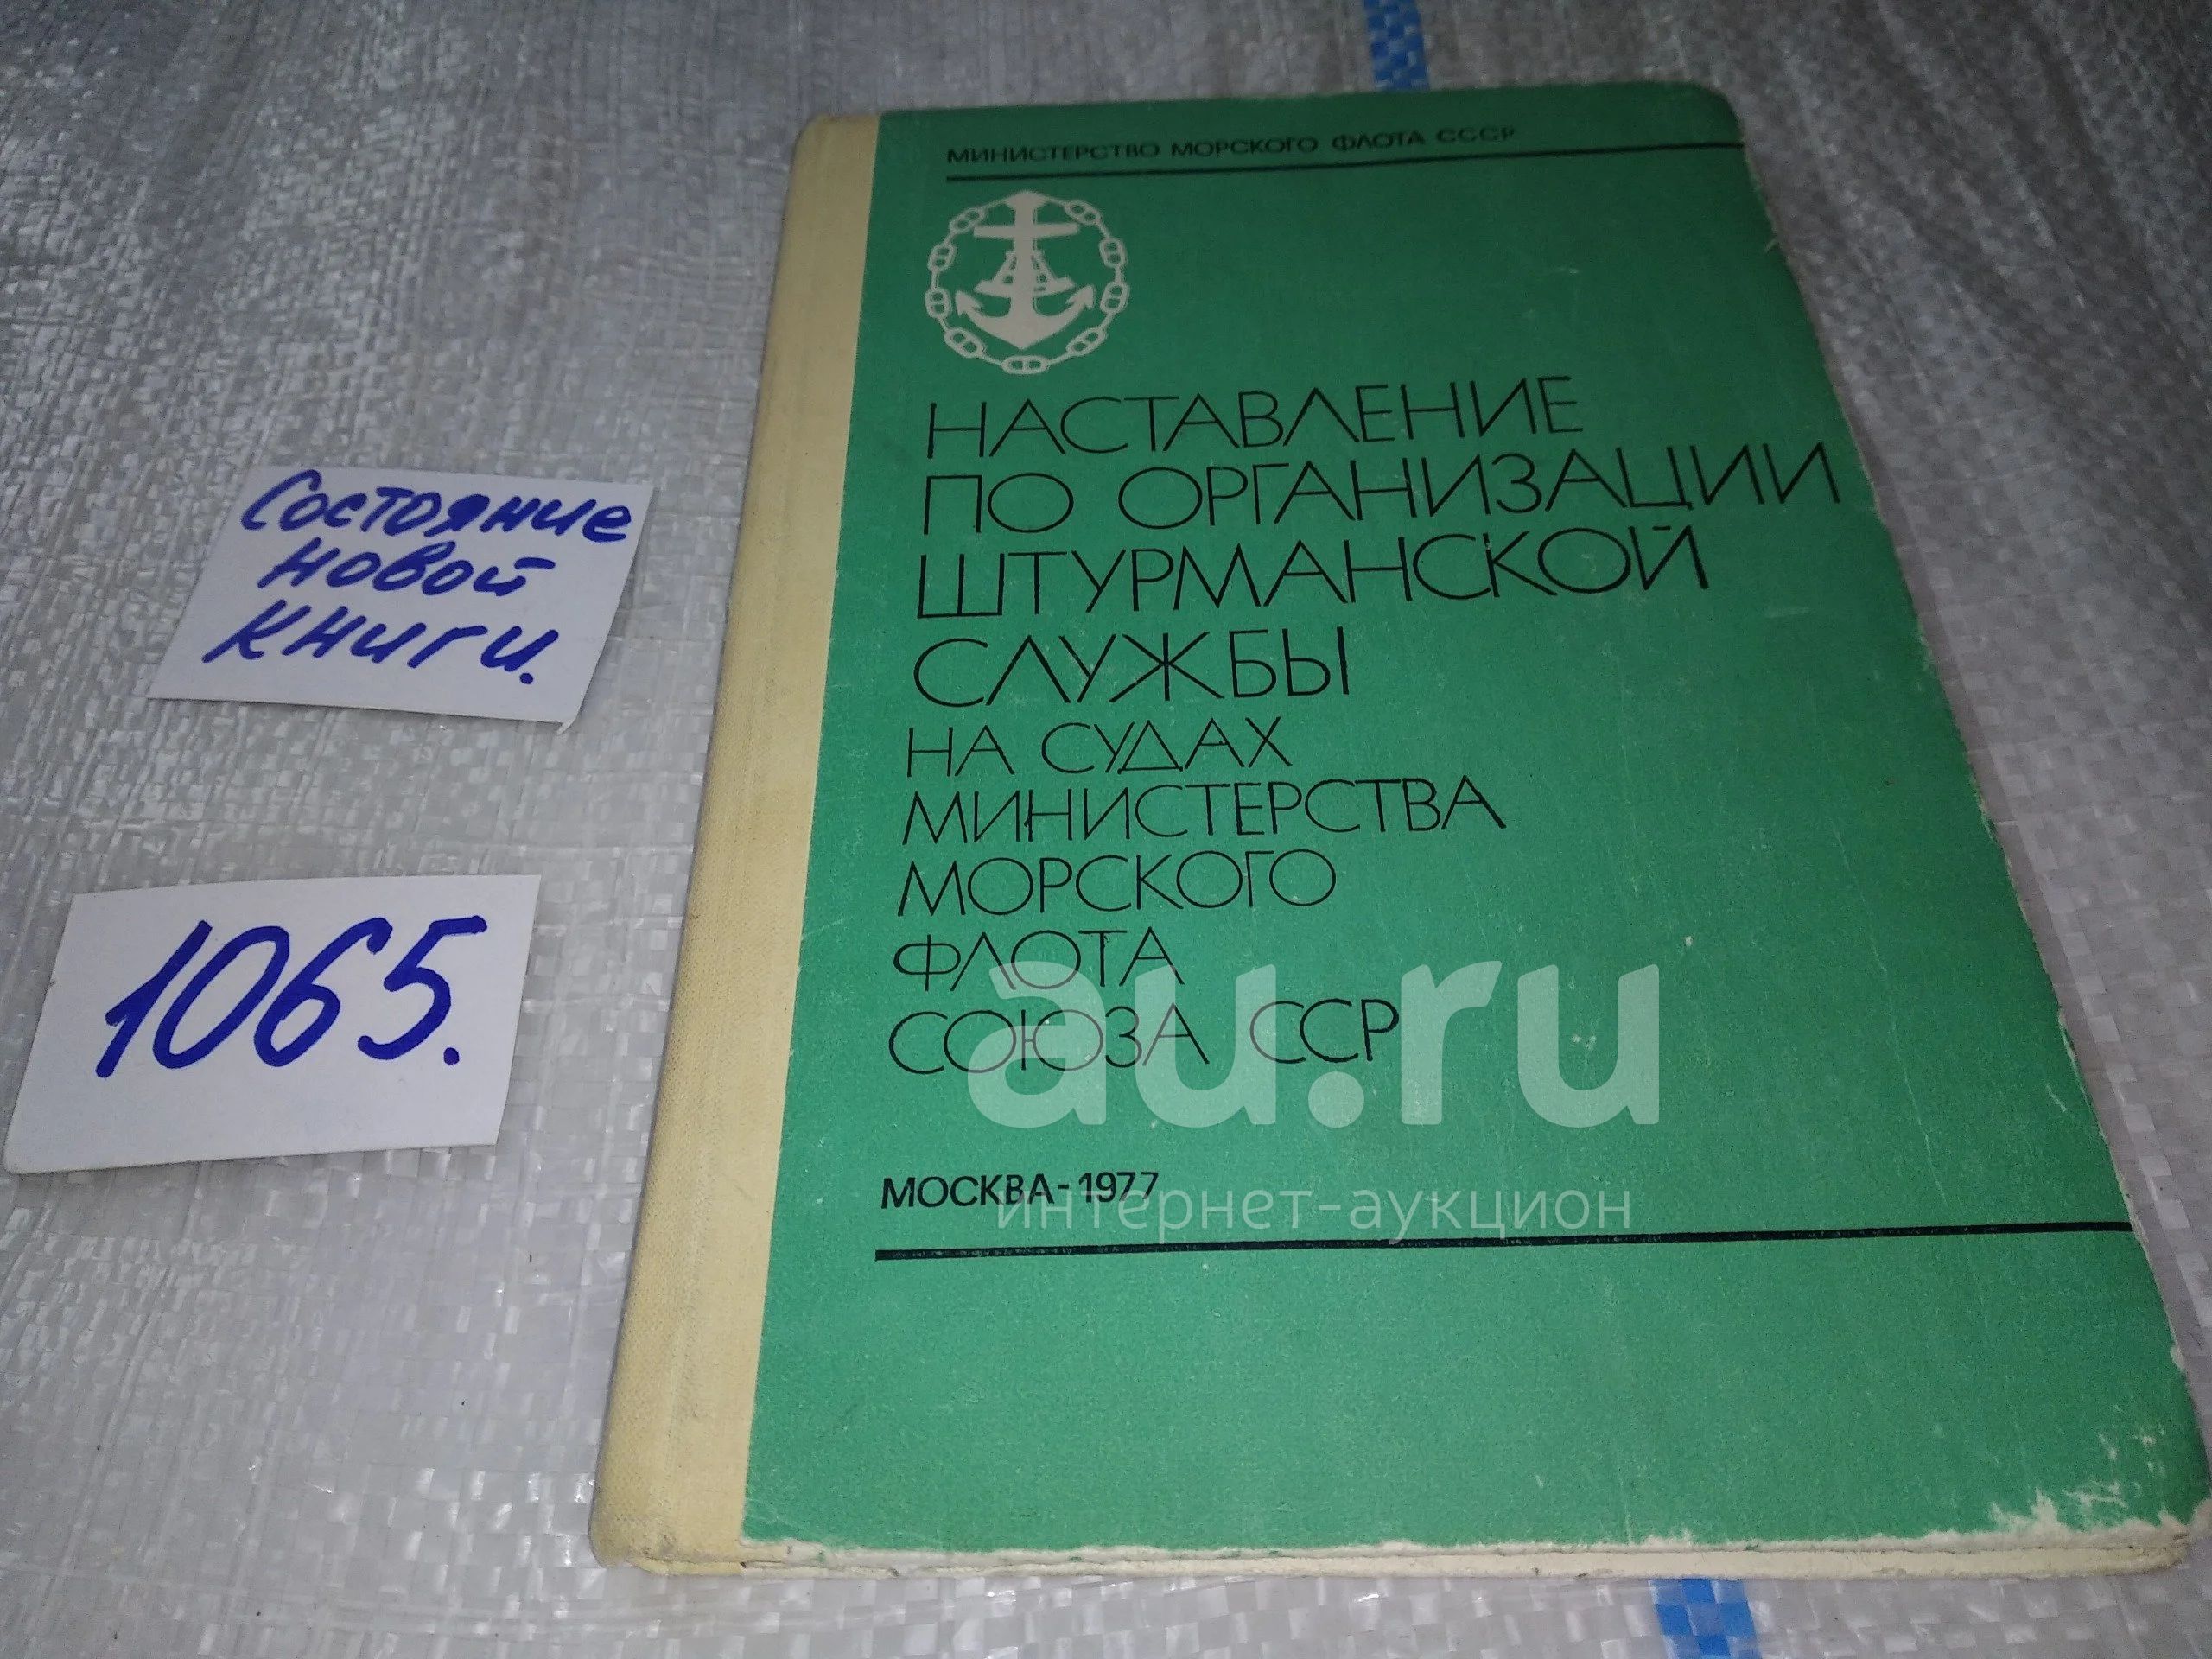 МИНИСТЕРСТВО МОРСКОГО ФЛОТА СССР
НАСТАВЛЕНИЕ
ПО ОРГАНИЗАЦИИ
ШТУРМАНСКОЙ
СЛУЖБЫ
НА СУДАХ
МИНИСТЕРСТВА
МОРСКОГО
ФЛОТА
СОЮЗА ССР
МОСКВА-1977
Состояние
новой
книги.
1065.
au.ru
интернет-аукцион